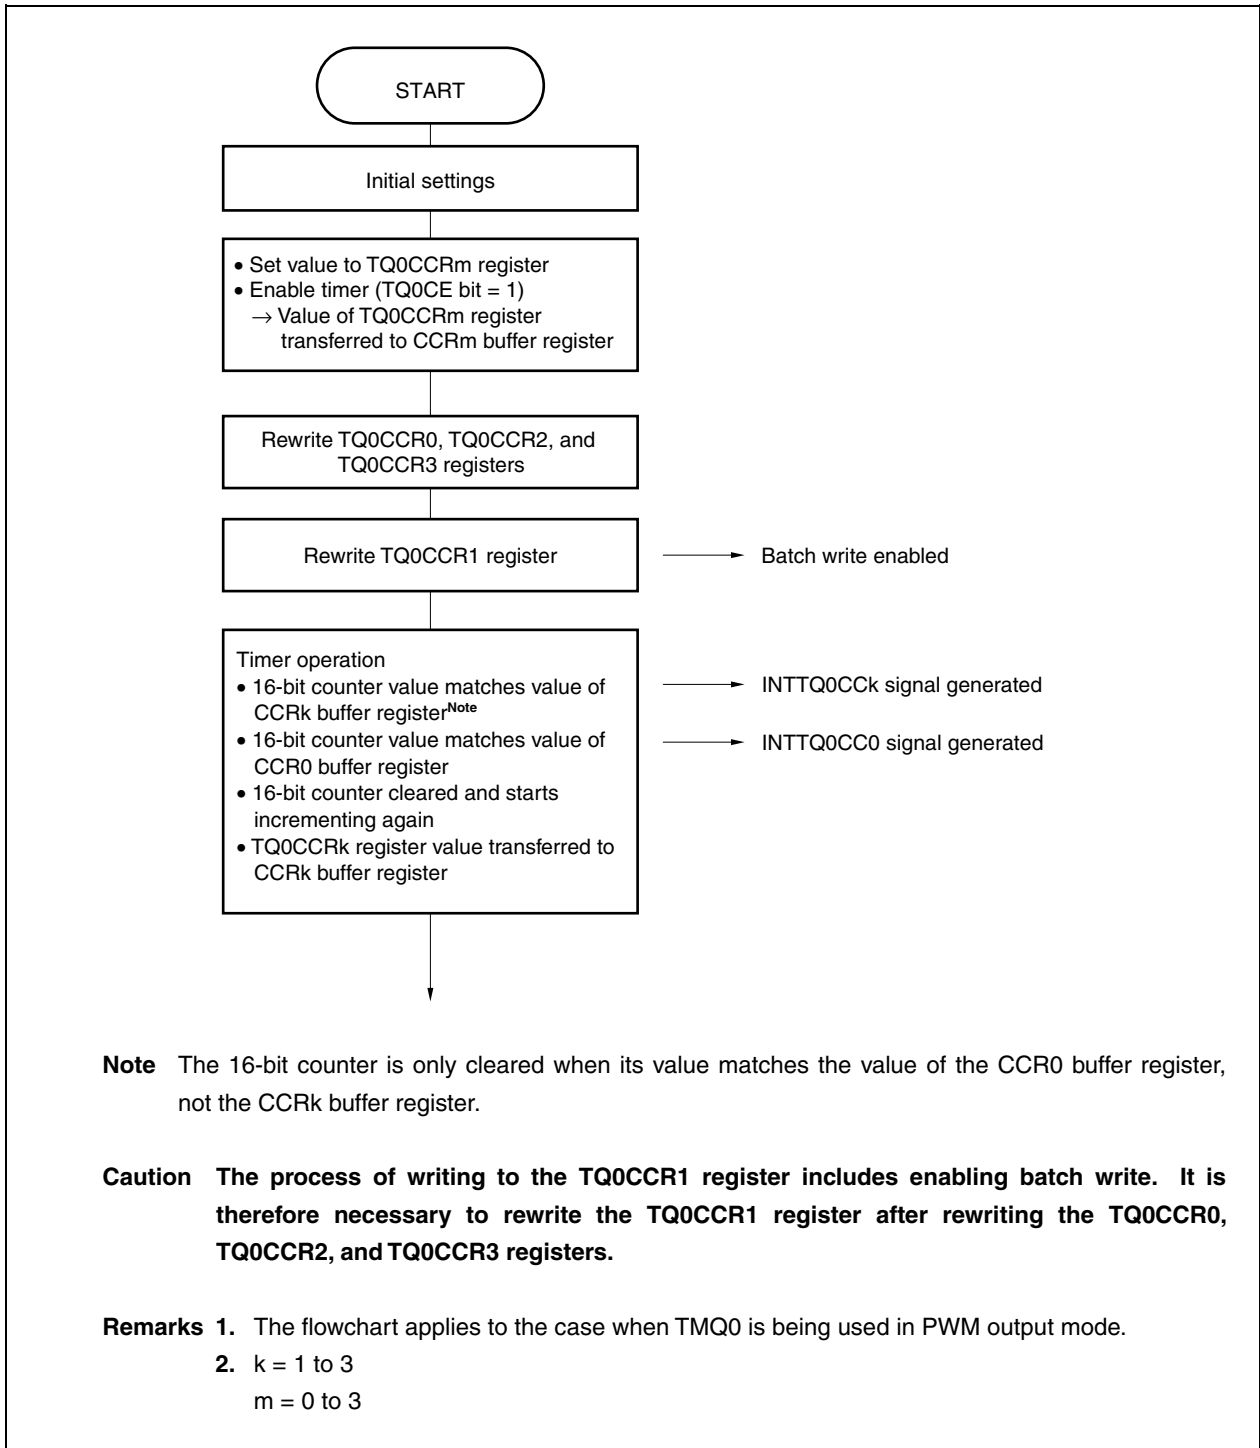 START
Initial settings
• Set value to TQ0CCRm register
• Enable timer (TQ0CE bit = 1)
→ Value of TQ0CCRm register
transferred to CCRm buffer register
Rewrite TQ0CCR0, TQ0CCR2, and
TQ0CCR3 registers
Rewrite TQ0CCR1 register
Batch write enabled
Timer operation
• 16-bit counter value matches value of
CCRk buffer registerNote
• 16-bit counter value matches value of
CCR0 buffer register
• 16-bit counter cleared and starts
incrementing again
• TQ0CCRk register value transferred to
CCRk buffer register
INTTQ0CCk signal generated
INTTQ0CC0 signal generated
Note The 16-bit counter is only cleared when its value matches the value of the CCR0 buffer register,
not the CCRk buffer register.
Caution The process of writing to the TQ0CCR1 register includes enabling batch write. It is
therefore necessary to rewrite the TQ0CCR1 register after rewriting the TQ0CCR0,
TQ0CCR2, and TQ0CCR3 registers.
Remarks 1. The flowchart applies to the case when TMQ0 is being used in PWM output mode.
2. k = 1 to 3
m = 0 to 3